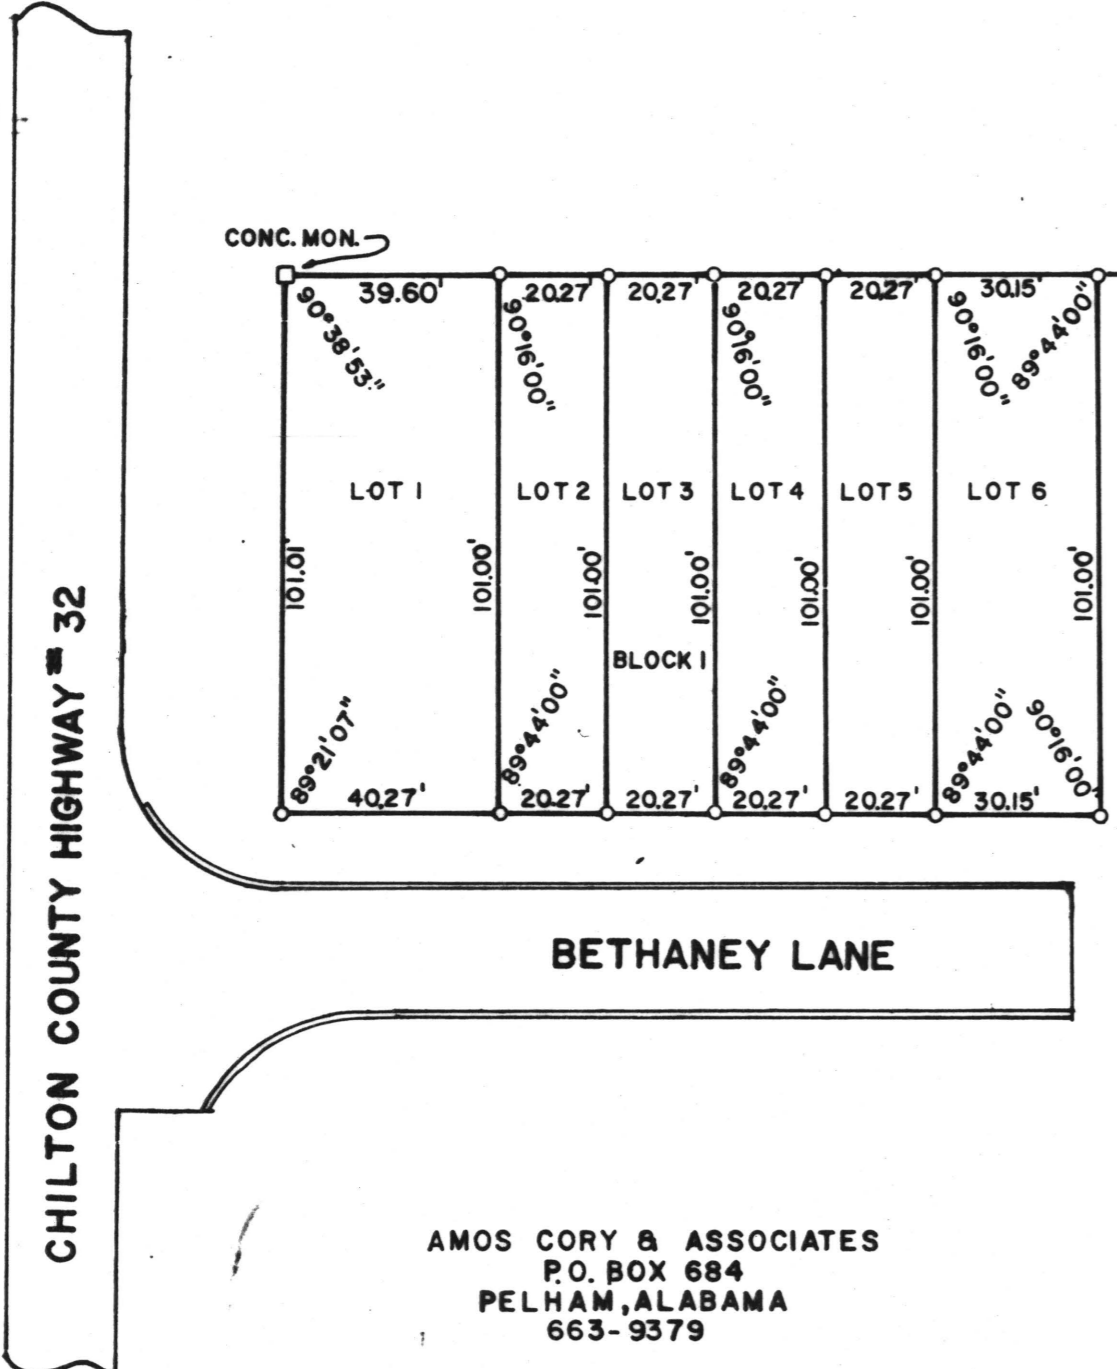 CONC. MON.
39.60'
20.27'
20.27'
20.27'
20.27'
30.15'
90°38'53"
90°16'00"
90°16'00"
90°16'00"
89°44'00"
LOT 1
LOT 2
LOT 3
LOT 4
LOT 5
LOT 6
101.01'
101.00'
101.00'
101.00'
101.00'
101.00'
101.00'
BLOCK 1
89°21'07"
89°44'00"
89°44'00"
89°44'00"
90°16'00"
40.27'
20.27'
20.27'
20.27'
20.27'
30.15'
CHILTON COUNTY HIGHWAY # 32
BETHANEY LANE
AMOS CORY & ASSOCIATES
P.O. BOX 684
PELHAM, ALABAMA
663-9379